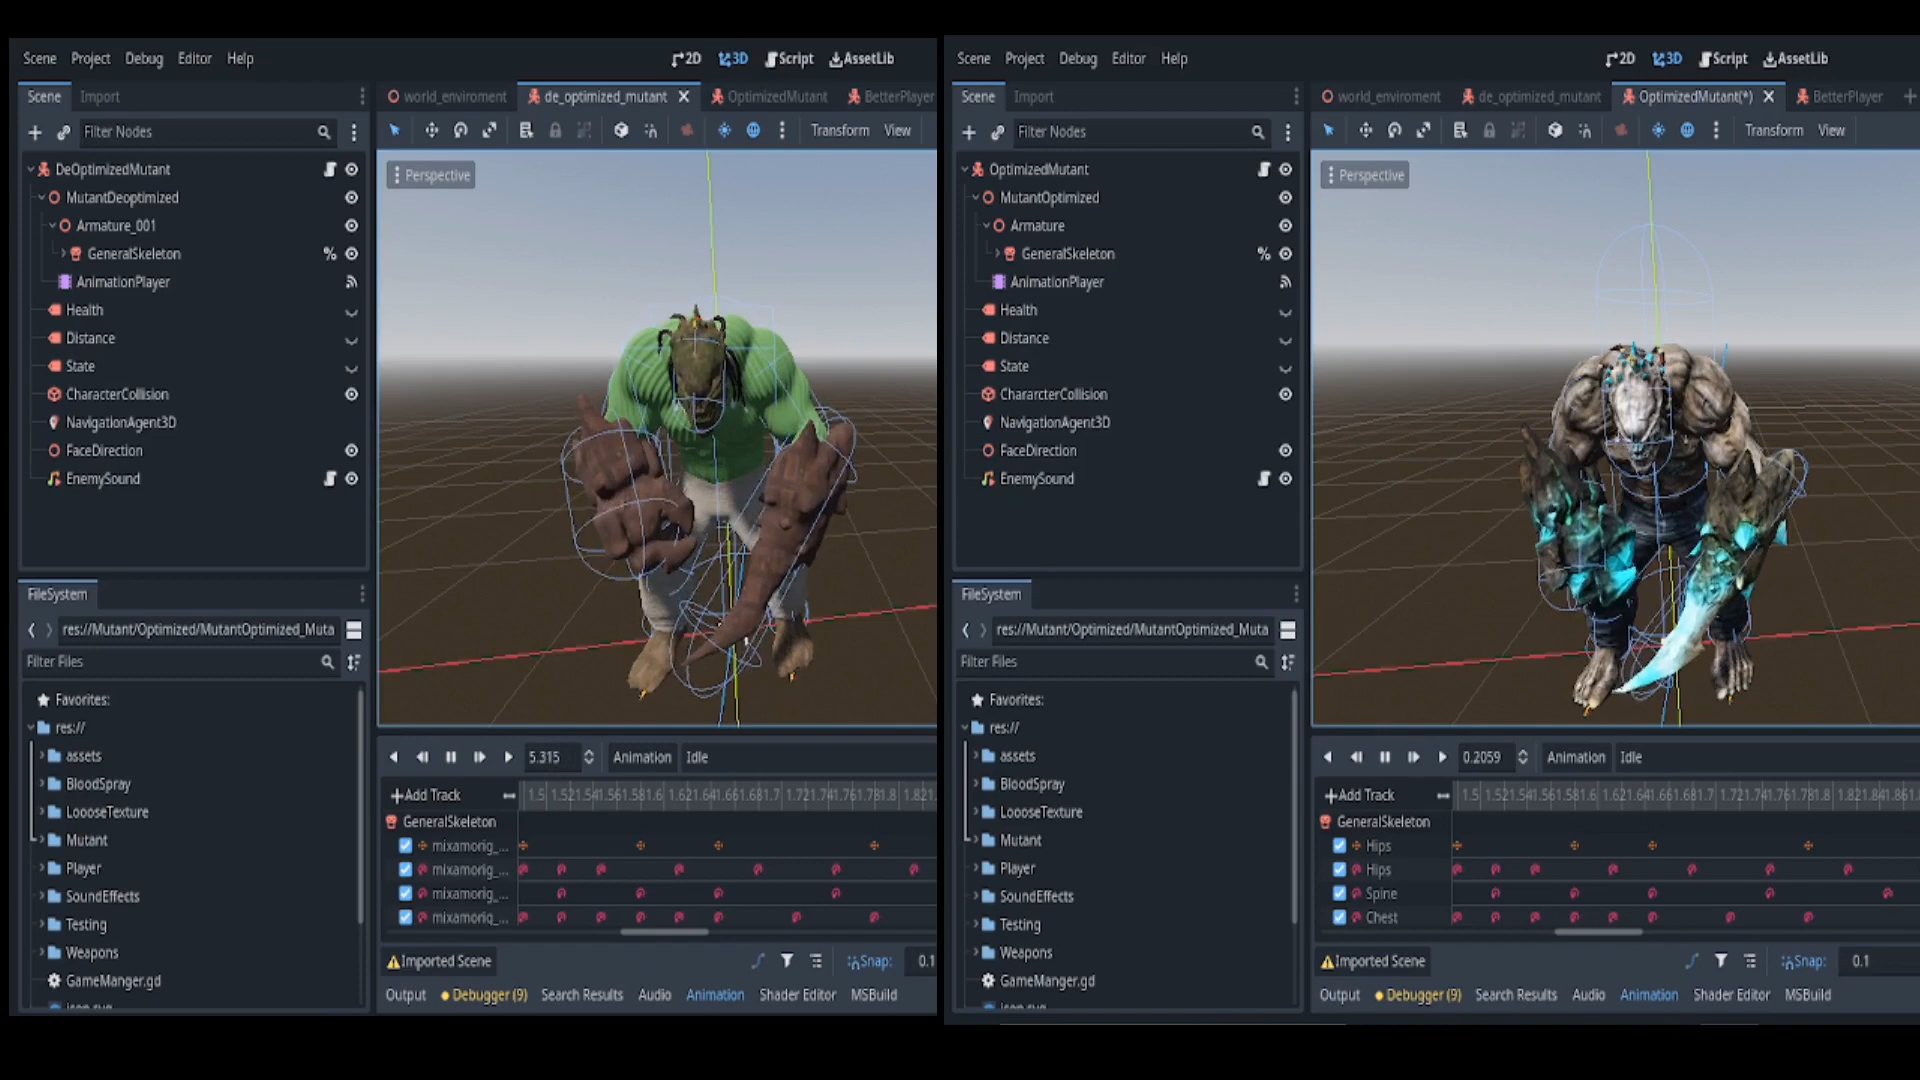 Scene Project Debug Editor Help 2D 3D Script AssetLib
Scene Import world_enviroment de_optimized_mutant OptimizedMutant BetterPlayer
Filter Nodes Transform View
DeOptimizedMutant
Perspective
MutantDeoptimized
Armature_001
GeneralSkeleton %
AnimationPlayer
Health
Distance
State
CharacterCollision
NavigationAgent3D
FaceDirection
EnemySound
FileSystem
res://Mutant/Optimized/MutantOptimized_Muta
Filter Files
Favorites:
res://
assets
BloodSpray
LoooseTexture
Mutant
Player
SoundEffects
Testing
Weapons
GameManger.gd
icon.svg
5.315 Animation Idle
Add Track
GeneralSkeleton
mixamorig_...
mixamorig_...
mixamorig_...
mixamorig_...
Imported Scene Snap: 0.1
Output Debugger (9) Search Results Audio Animation Shader Editor MSBuild
Scene Project Debug Editor Help 2D 3D Script AssetLib
Scene Import world_enviroment de_optimized_mutant OptimizedMutant(*) BetterPlayer
Filter Nodes Transform View
OptimizedMutant
Perspective
MutantOptimized
Armature
GeneralSkeleton %
AnimationPlayer
Health
Distance
State
CharacterCollision
NavigationAgent3D
FaceDirection
EnemySound
FileSystem
res://Mutant/Optimized/MutantOptimized_Muta
Filter Files
Favorites:
res://
assets
BloodSpray
LoooseTexture
Mutant
Player
SoundEffects
Testing
Weapons
GameManger.gd
icon.svg
0.2059 Animation Idle
Add Track
GeneralSkeleton
Hips
Hips
Spine
Chest
Imported Scene Snap: 0.1
Output Debugger (9) Search Results Audio Animation Shader Editor MSBuild